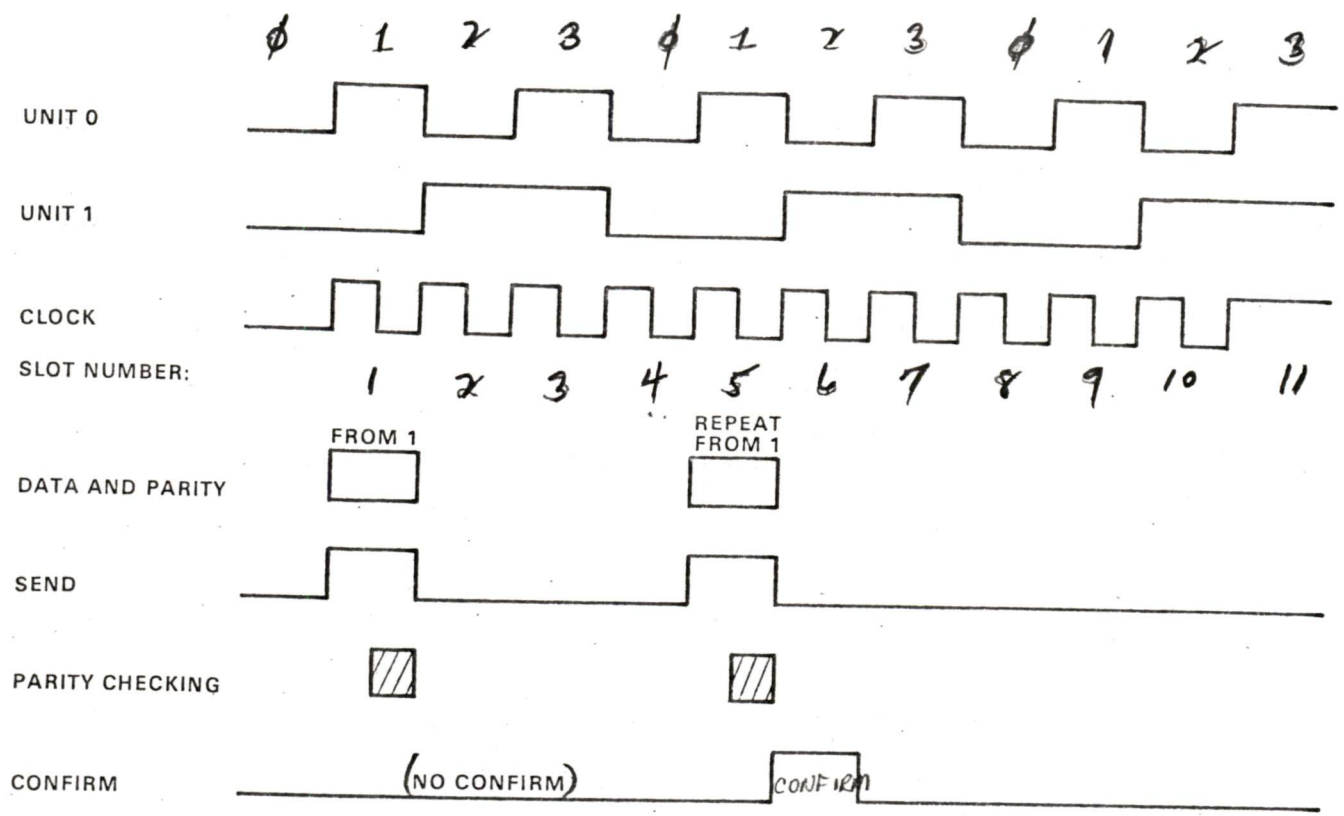 ∅ 1 2 3 ∅ 1 2 3 ∅ 1 2 3
UNIT 0
UNIT 1
CLOCK
SLOT NUMBER: 1 2 3 4 5 6 7 8 9 10 11
FROM 1
REPEAT
FROM 1
DATA AND PARITY
SEND
PARITY CHECKING
CONFIRM
(NO CONFIRM)
CONFIRM